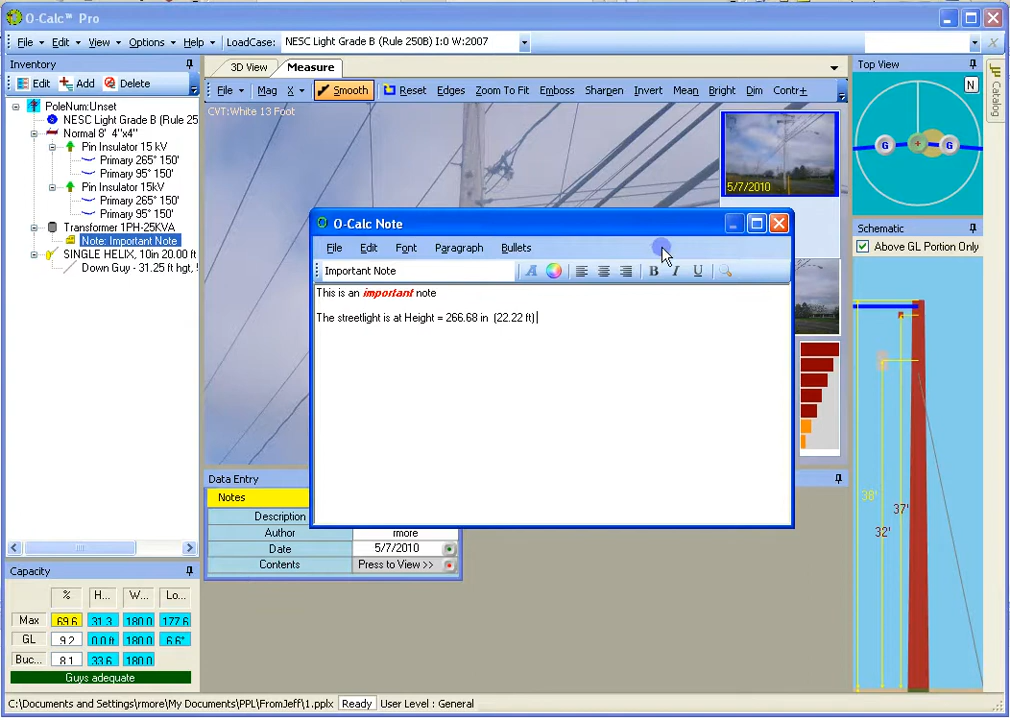 O-Calc™ Pro
File Edit View Options Help LoadCase: NESC Light Grade B (Rule 250B) I:0 W:2007
Inventory
Edit Add Delete
PoleNum:Unset
NESC Light Grade B (Rule 25
Normal 8' 4"x4"
Pin Insulator 15 kV
Primary 265° 150'
Primary 95° 150'
Pin Insulator 15kV
Primary 265° 150'
Primary 95° 150'
Transformer 1PH-25KVA
Note: Important Note
SINGLE HELIX, 10in 20.00 ft
Down Guy - 31.25 ft hgt, 
3D View Measure
File Mag X Smooth Reset Edges Zoom To Fit Emboss Sharpen Invert Mean Bright Dim Contr+
CVT:White 13 Foot
5/7/2010
O-Calc Note
File Edit Font Paragraph Bullets
Important Note A B I U
This is an important note
The streetlight is at Height = 266.68 in (22.22 ft)
Data Entry
Notes
Description
Author rmore
Date 5/7/2010
Contents Press to View >>
Top View
N
G G
Catalog
Schematic
Above GL Portion Only
38'
37'
32'
Capacity
% H... W... Lo...
Max 69.6 31.3 180.0 177.6
GL 9.2 0.0 ft 180.0 6.6"
Buc... 8.1 33.6 180.0
Guys adequate
C:\Documents and Settings\rmore\My Documents\PPL\FromJeff\1.pplx Ready User Level : General